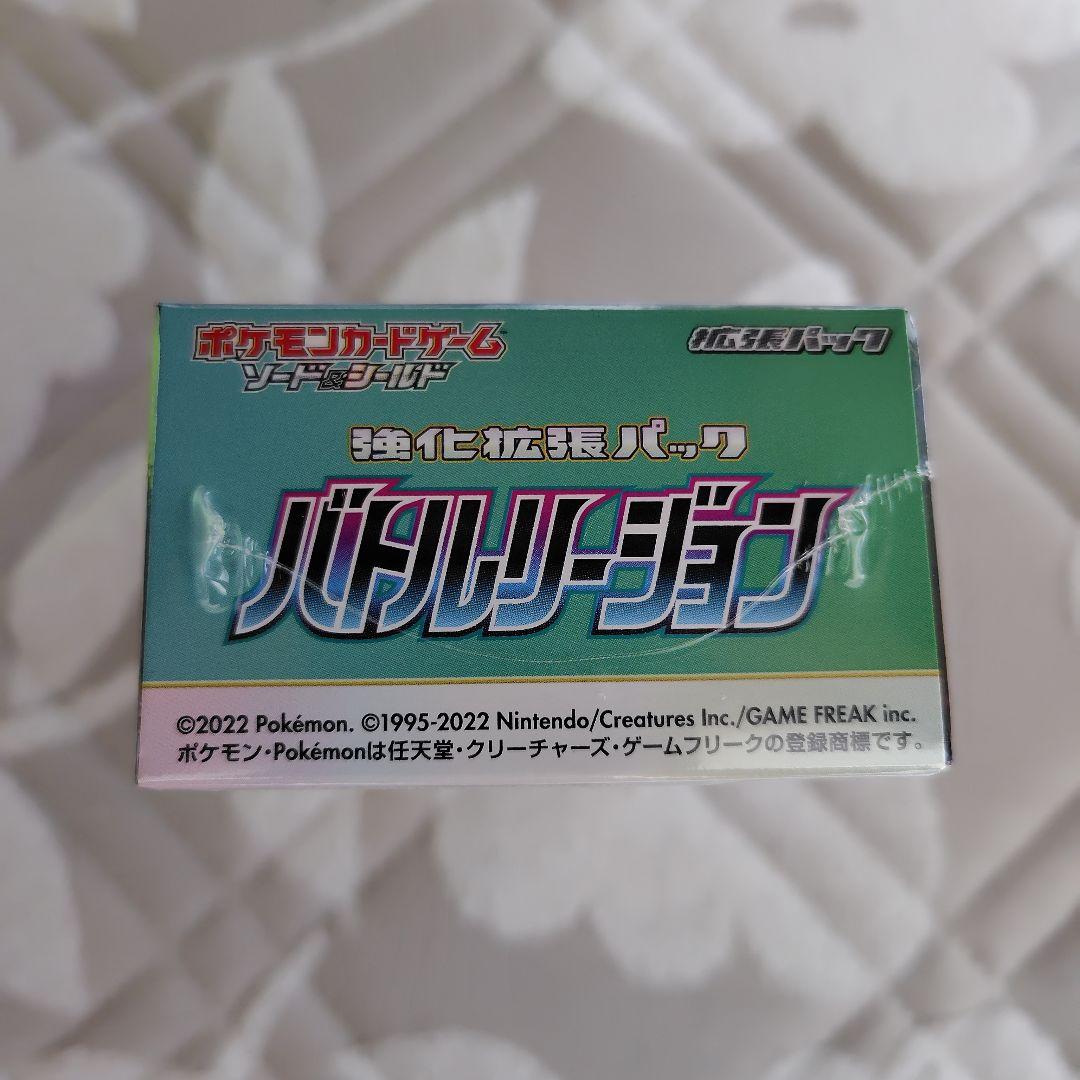 ポケモンカードゲーム
ソード&シールド
拡張パック
強化拡張パック
バトルリージョン
©2022 Pokémon. ©1995-2022 Nintendo/Creatures Inc./GAME FREAK inc.
ポケモン・Pokémonは任天堂・クリーチャーズ・ゲームフリークの登録商標です。